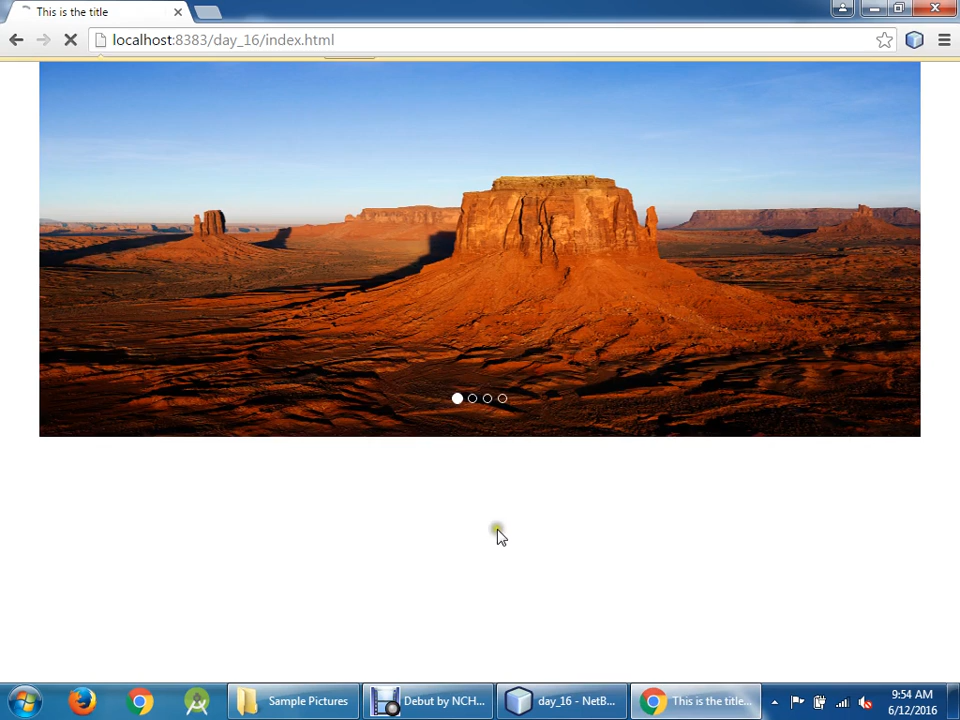 This is the title
localhost:8383/day_16/index.html
Sample Pictures
Debut by NCH...
day_16 - NetB...
This is the title...
9:54 AM
6/12/2016